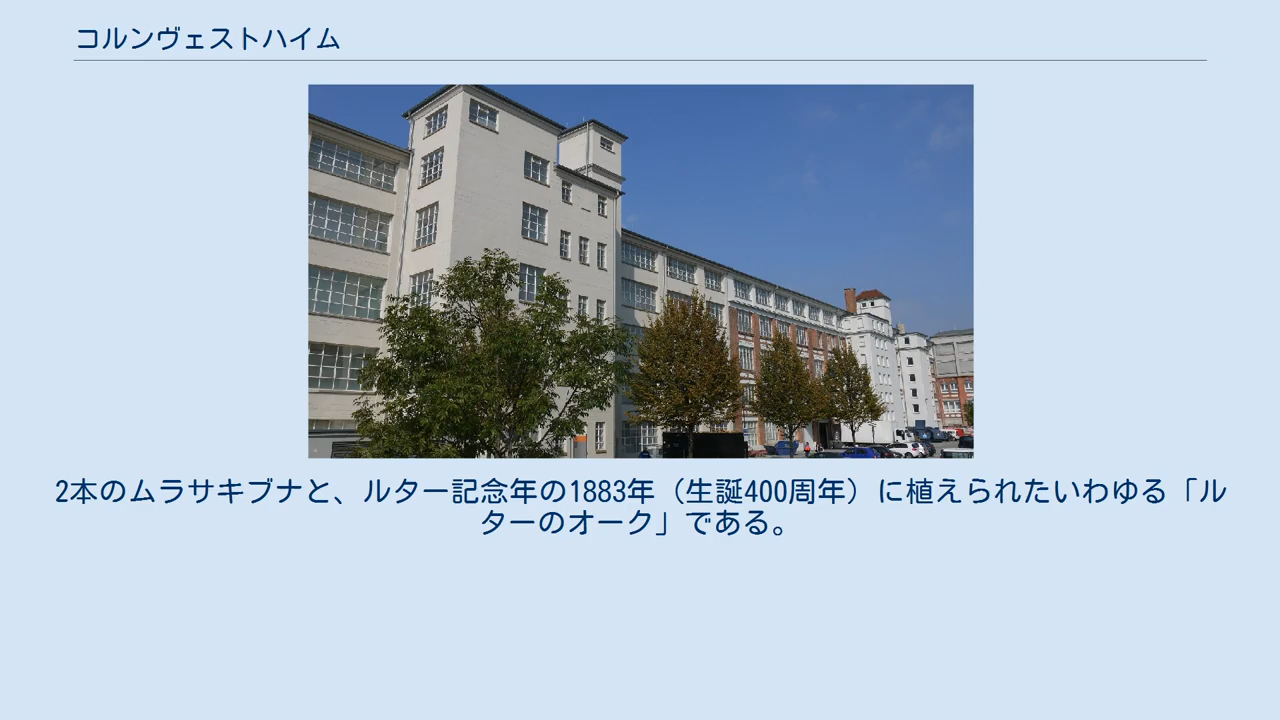 コルンヴェストハイム
2本のムラサキブナと、ルター記念年の1883年（生誕400周年）に植えられたいわゆる「ル
ターのオーク」である。